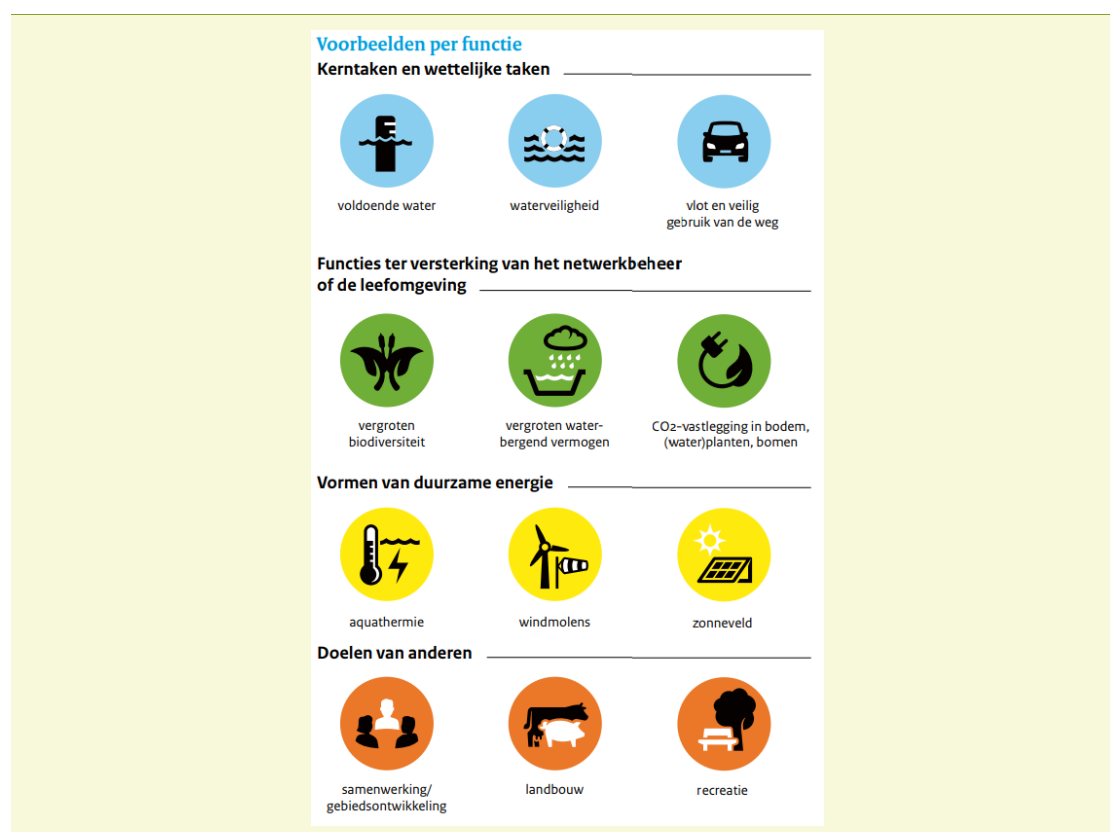 Voorbeelden per functie
Kerntaken en wettelijke taken
voldoende water
waterveiligheid
vlot en veilig
gebruik van de weg
Functies ter versterking van het netwerkbeheer
of de leefomgeving
vergroten
biodiversiteit
vergroten water-
bergend vermogen
CO2-vastlegging in bodem,
(water)planten, bomen
Vormen van duurzame energie
aquathermie
windmolens
zonneveld
Doelen van anderen
samenwerking/
gebiedsontwikkeling
landbouw
recreatie